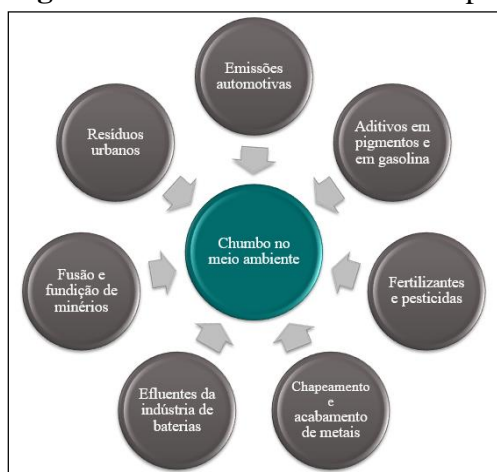 Emissões
automotivas
Aditivos em
pigmentos e
em gasolina
Fertilizantes
e pesticidas
Chapeamento
e
acabamento
de metais
Efluentes da
indústria de
baterias
Fusão e
fundição de
minérios
Resíduos
urbanos
Chumbo no
meio ambiente